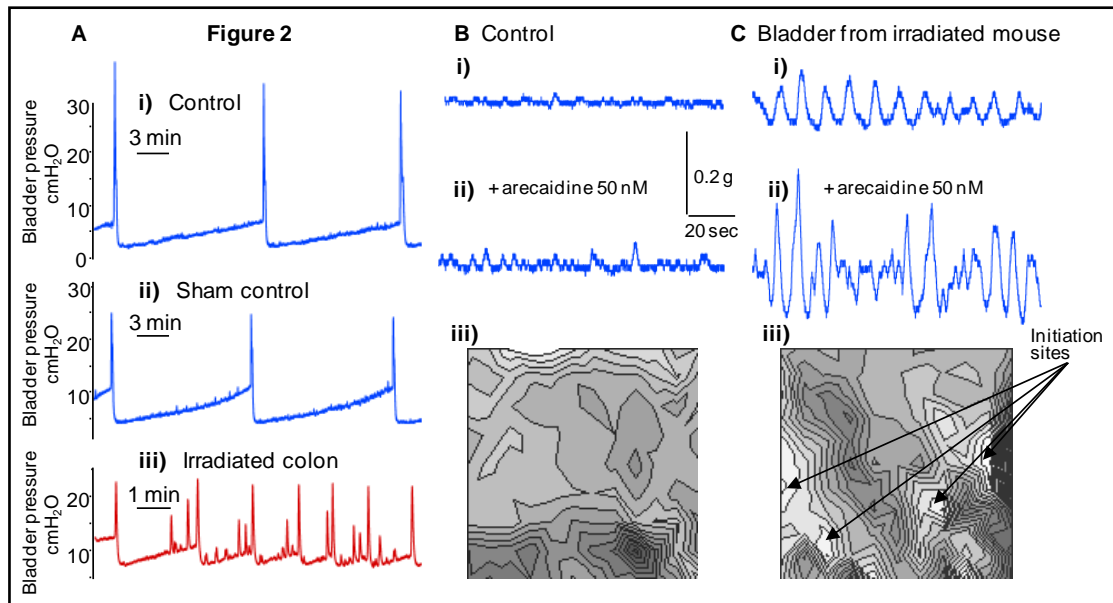 A
Figure 2
B Control
C Bladder from irradiated mouse
i) Control
3 min
Bladder pressure
cmH2O
30
20
10
0
ii) Sham control
3 min
Bladder pressure
cmH2O
30
20
10
iii) Irradiated colon
1 min
Bladder pressure
cmH2O
20
10
i)
ii) + arecaidine 50 nM
0.2 g
20 sec
iii)
i)
ii) + arecaidine 50 nM
iii)
Initiation
sites